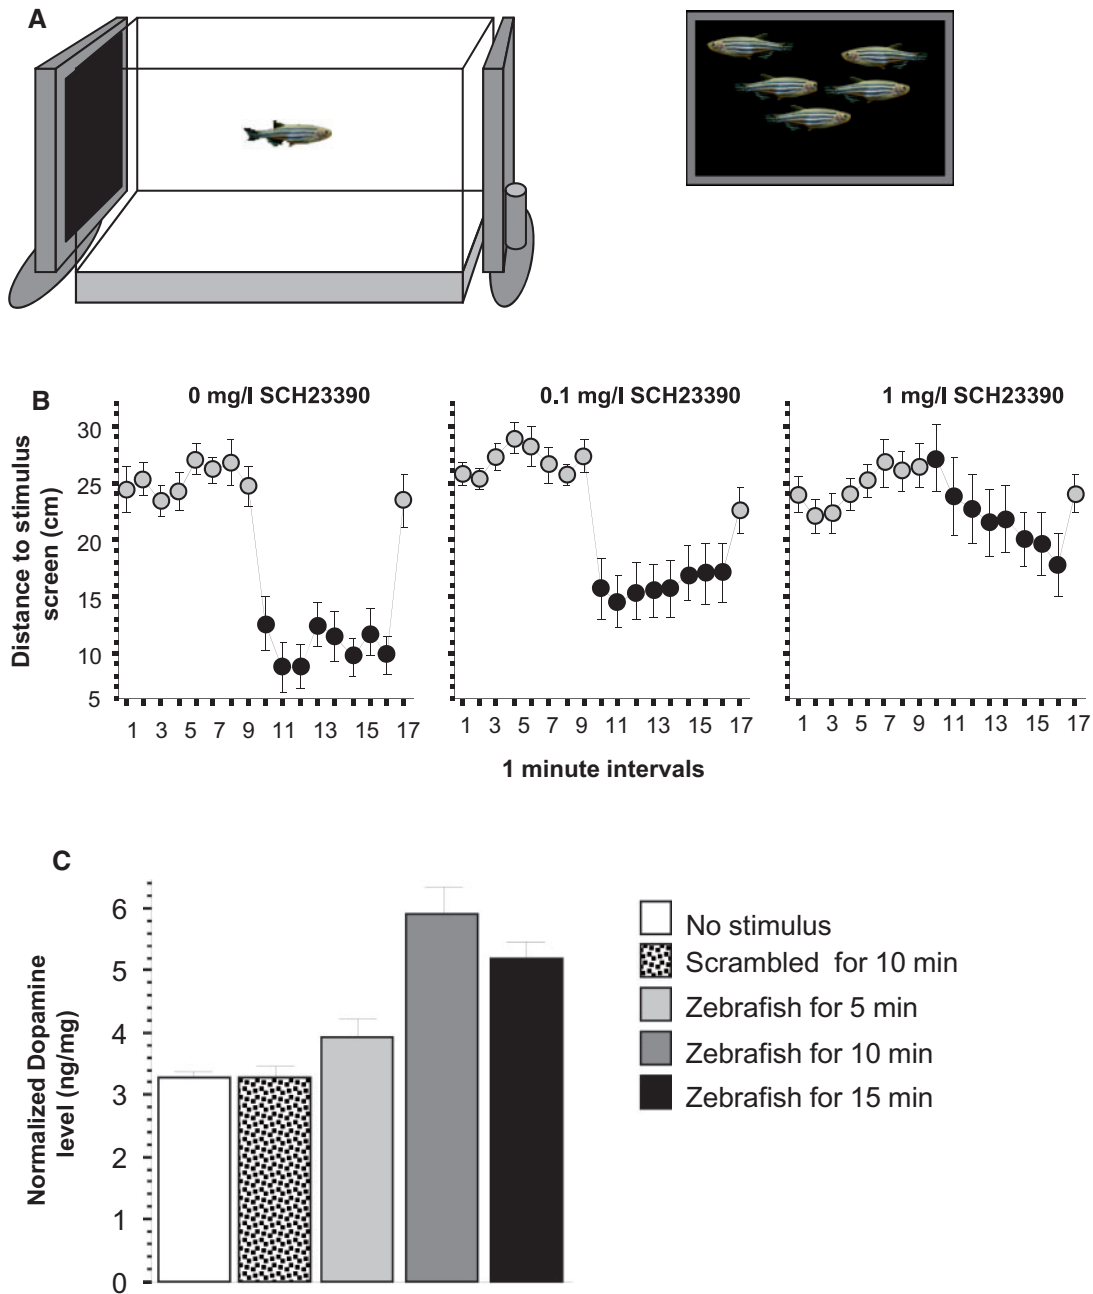 A
B
0 mg/l SCH23390
0.1 mg/l SCH23390
1 mg/l SCH23390
Distance to stimulus
screen (cm)
30
25
20
15
10
5
1 3 5 7 9 11 13 15 17
1 3 5 7 9 11 13 15 17
1 3 5 7 9 11 13 15 17
1 minute intervals
C
Normalized Dopamine
level (ng/mg)
6
5
4
3
2
1
0
No stimulus
Scrambled for 10 min
Zebrafish for 5 min
Zebrafish for 10 min
Zebrafish for 15 min